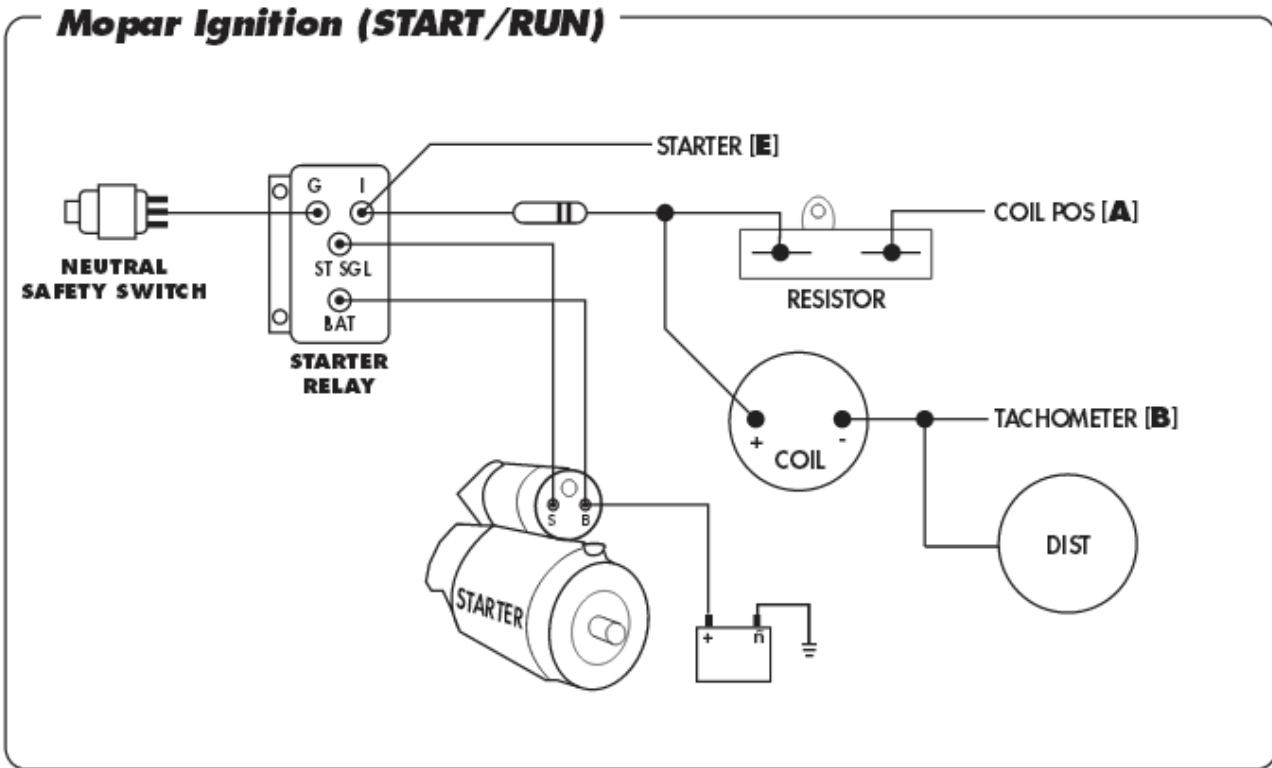 Mopar Ignition (START/RUN)
STARTER [E]
G I
COIL POS [A]
NEUTRAL
SAFETY SWITCH
ST SGL
RESISTOR
BAT
STARTER
RELAY
TACHOMETER [B]
+ -
COIL
S B
DIST
STARTER
+ ñ